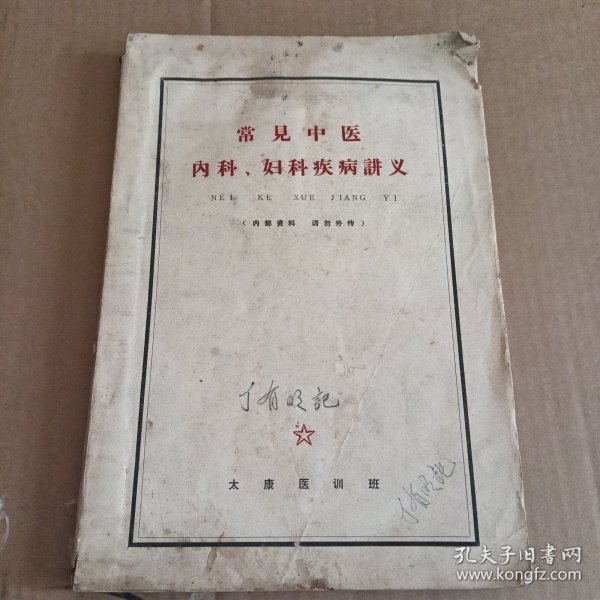 常見中医
内科、妇科疾病講义
NEI KE XUE JIANG YI
（内部资料 请勿外传）
丁有明記
太康医训班
丁有明記
孔夫子旧书网
www.kongfz.com